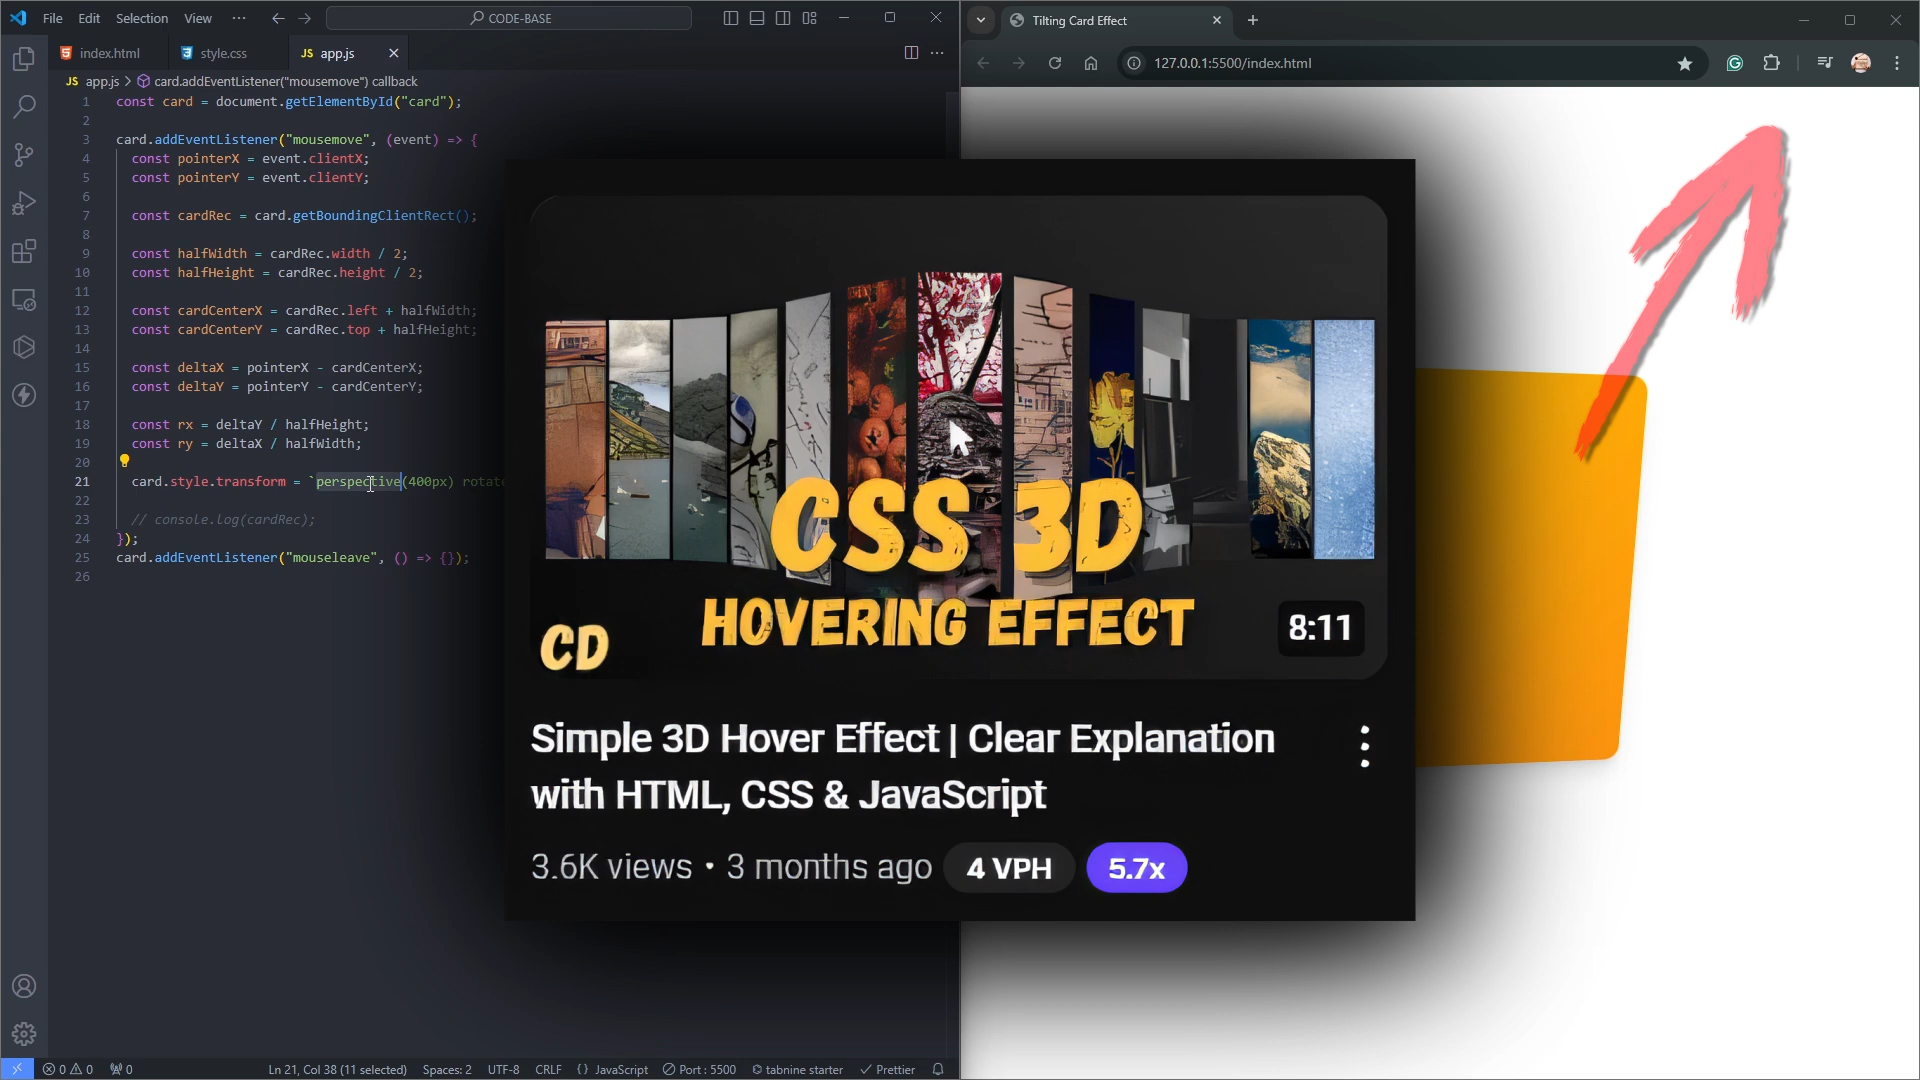 File Edit Selection View ··· CODE-BASE
index.html style.css JS app.js
JS app.js > card.addEventListener("mousemove") callback
1 const card = document.getElementById("card");
2
3 card.addEventListener("mousemove", (event) => {
4 const pointerX = event.clientX;
5 const pointerY = event.clientY;
6
7 const cardRec = card.getBoundingClientRect();
8
9 const halfWidth = cardRec.width / 2;
10 const halfHeight = cardRec.height / 2;
11
12 const cardCenterX = cardRec.left + halfWidth;
13 const cardCenterY = cardRec.top + halfHeight;
14
15 const deltaX = pointerX - cardCenterX;
16 const deltaY = pointerY - cardCenterY;
17
18 const rx = deltaY / halfHeight;
19 const ry = deltaX / halfWidth;
20
21 card.style.transform = `perspective(400px) rotate
22
23 // console.log(cardRec);
24 });
25 card.addEventListener("mouseleave", () => {});
26
0 0 0 Ln 21, Col 38 (11 selected) Spaces: 2 UTF-8 CRLF {} JavaScript Port : 5500 tabnine starter Prettier
Tilting Card Effect
127.0.0.1:5500/index.html
CSS 3D
HOVERING EFFECT
CD
8:11
Simple 3D Hover Effect | Clear Explanation
with HTML, CSS & JavaScript
3.6K views • 3 months ago 4 VPH 5.7x